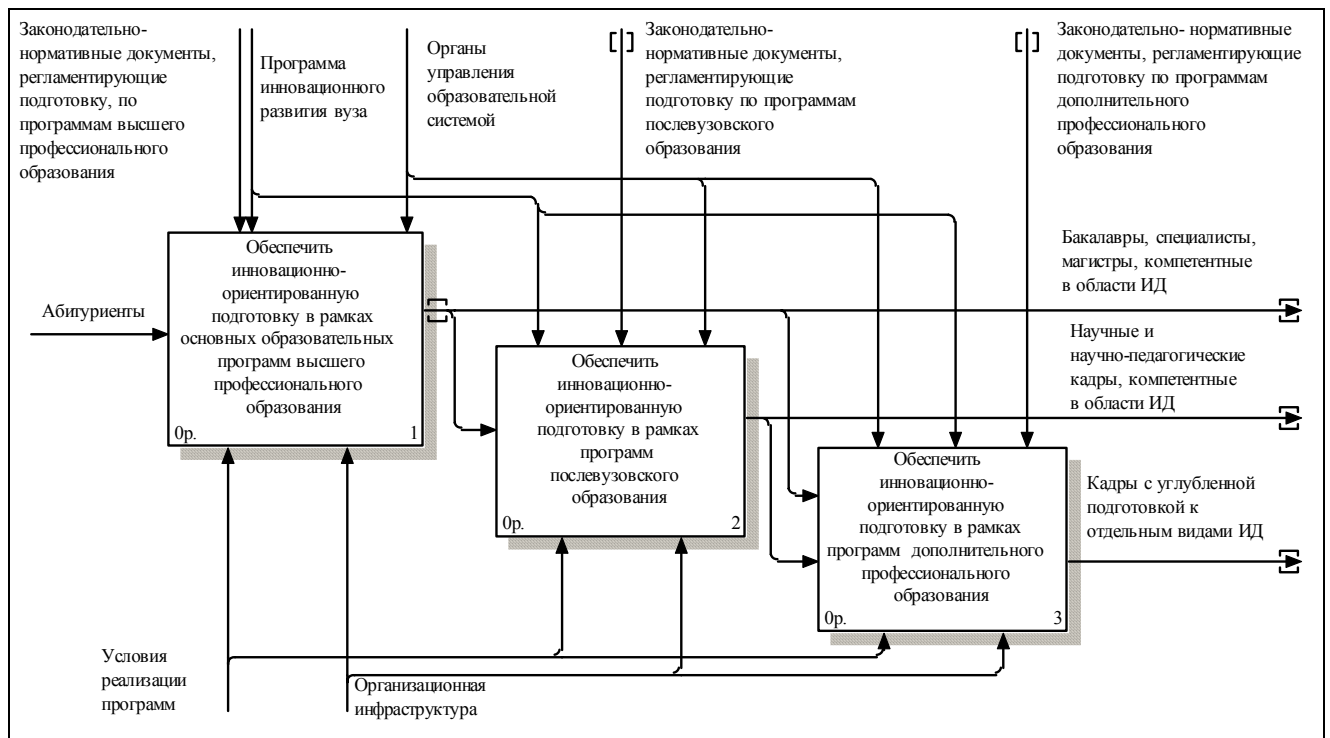 Законодательно-
нормативные документы,
регламентирующие
подготовку, по
программам высшего
профессионального
образования
Программа
инновационного
развития вуза
Органы
управления
образовательной
системой
Законодательно-
нормативные документы,
регламентирующие
подготовку по программам
послевузовского
образования
Законодательно- нормативные
документы, регламентирующие
подготовку по программам
дополнительного
профессионального
образования
Абитуриенты
Обеспечить
инновационно-
ориентированную
подготовку в рамках
основных образовательных
программ высшего
профессионального
образования
0р.
1
Обеспечить
инновационно-
ориентированную
подготовку в рамках
программ
послевузовского
образования
0р.
2
Обеспечить
инновационно-
ориентированную
подготовку в рамках
программ дополнительного
профессионального
образования
0р.
3
Бакалавры, специалисты,
магистры, компетентные
в области ИД
Научные и
научно-педагогические
кадры, компетентные
в области ИД
Кадры с углубленной
подготовкой к
отдельным видами ИД
Условия
реализации
программ
Организационная
инфраструктура